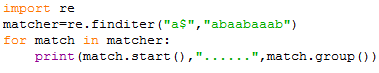 import re
matcher=re.finditer("a$","abaabaaab")
for match in matcher:
    print(match.start(),"......",match.group())